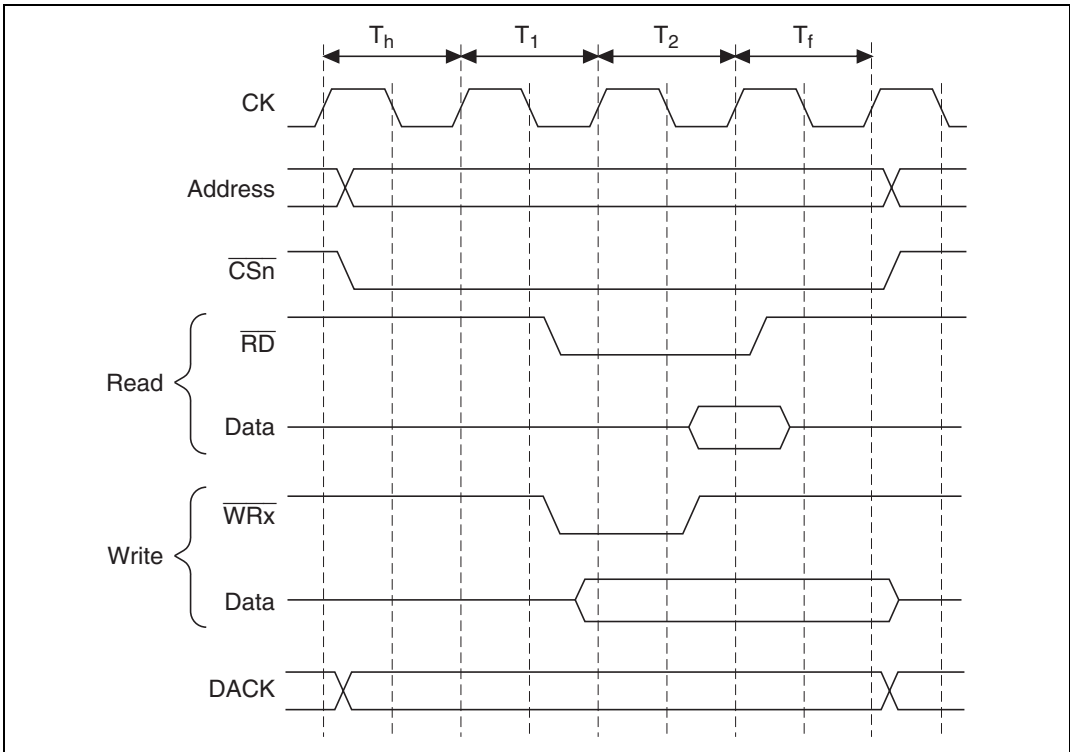 Th T1 T2 Tf
CK
Address
CSn
RD
Read
Data
WRx
Write
Data
DACK